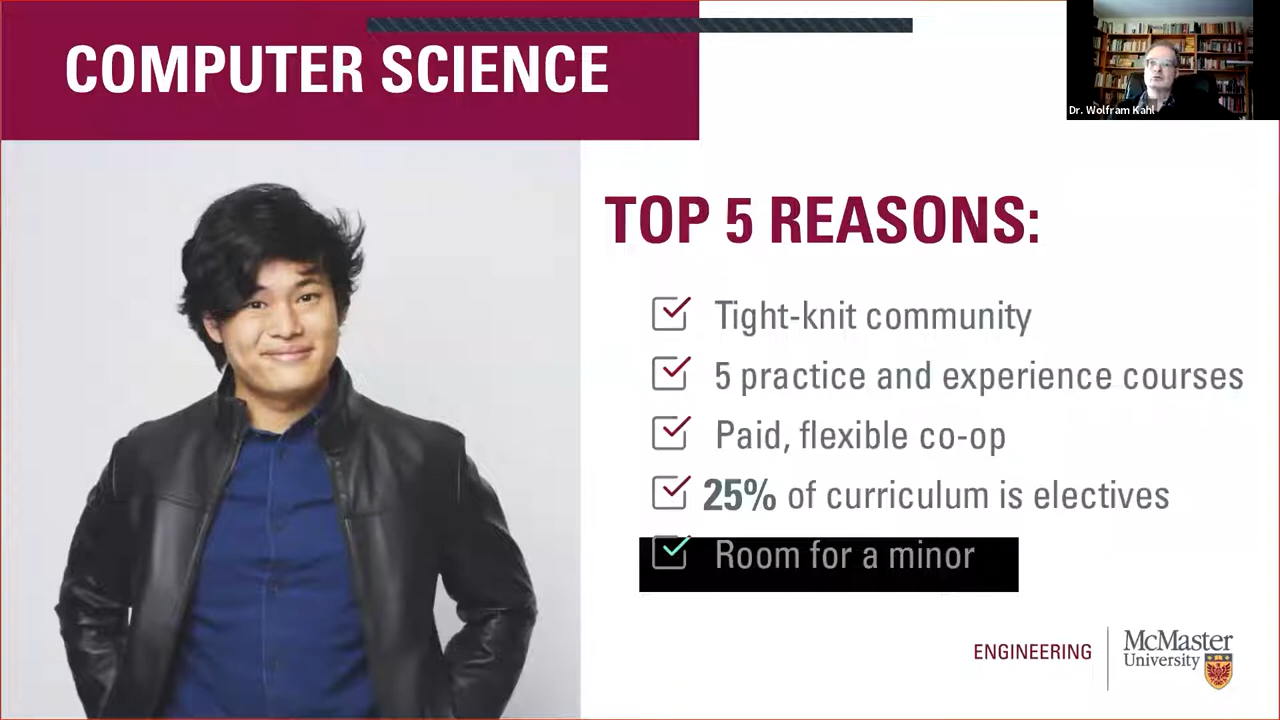 COMPUTER SCIENCE
Dr. Wolfram Kahl
TOP 5 REASONS:
Tight-knit community
5 practice and experience courses
Paid, flexible co-op
25% of curriculum is electives
Room for a minor
ENGINEERING
McMaster
University